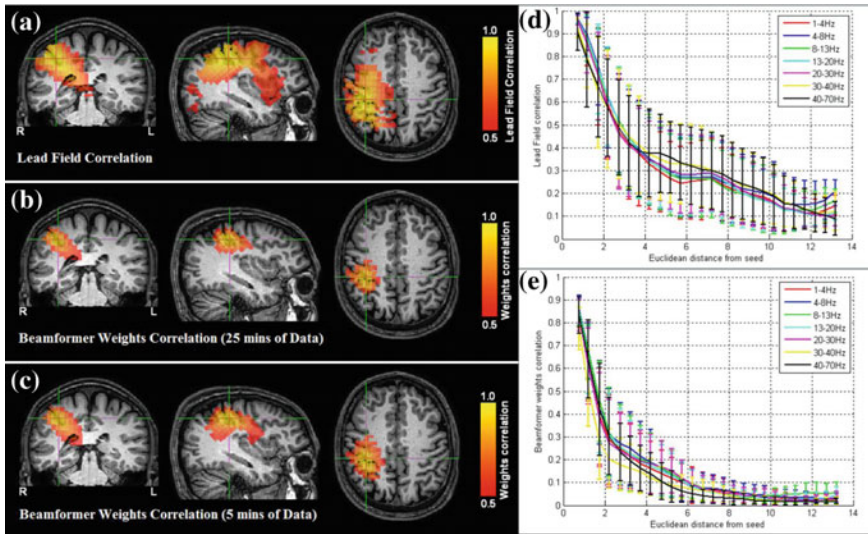 (a)
R
L
Lead Field Correlation
1.0
Lead Field Correlation
0.5
(b)
R
L
Beamformer Weights Correlation (25 mins of Data)
1.0
Weights correlation
0.5
(c)
R
L
Beamformer Weights Correlation (5 mins of Data)
1.0
Weights correlation
0.5
(d)
Lead Field correlation
1
0.9
0.8
0.7
0.6
0.5
0.4
0.3
0.2
0.1
0
0 2 4 6 8 10 12 14
Euclidean distance from seed
1-4Hz
4-8Hz
8-13Hz
13-20Hz
20-30Hz
30-40Hz
40-70Hz
(e)
Beamformer weights correlation
1
0.9
0.8
0.7
0.6
0.5
0.4
0.3
0.2
0.1
0
0 2 4 6 8 10 12 14
Euclidean distance from seed
1-4Hz
4-8Hz
8-13Hz
13-20Hz
20-30Hz
30-40Hz
40-70Hz